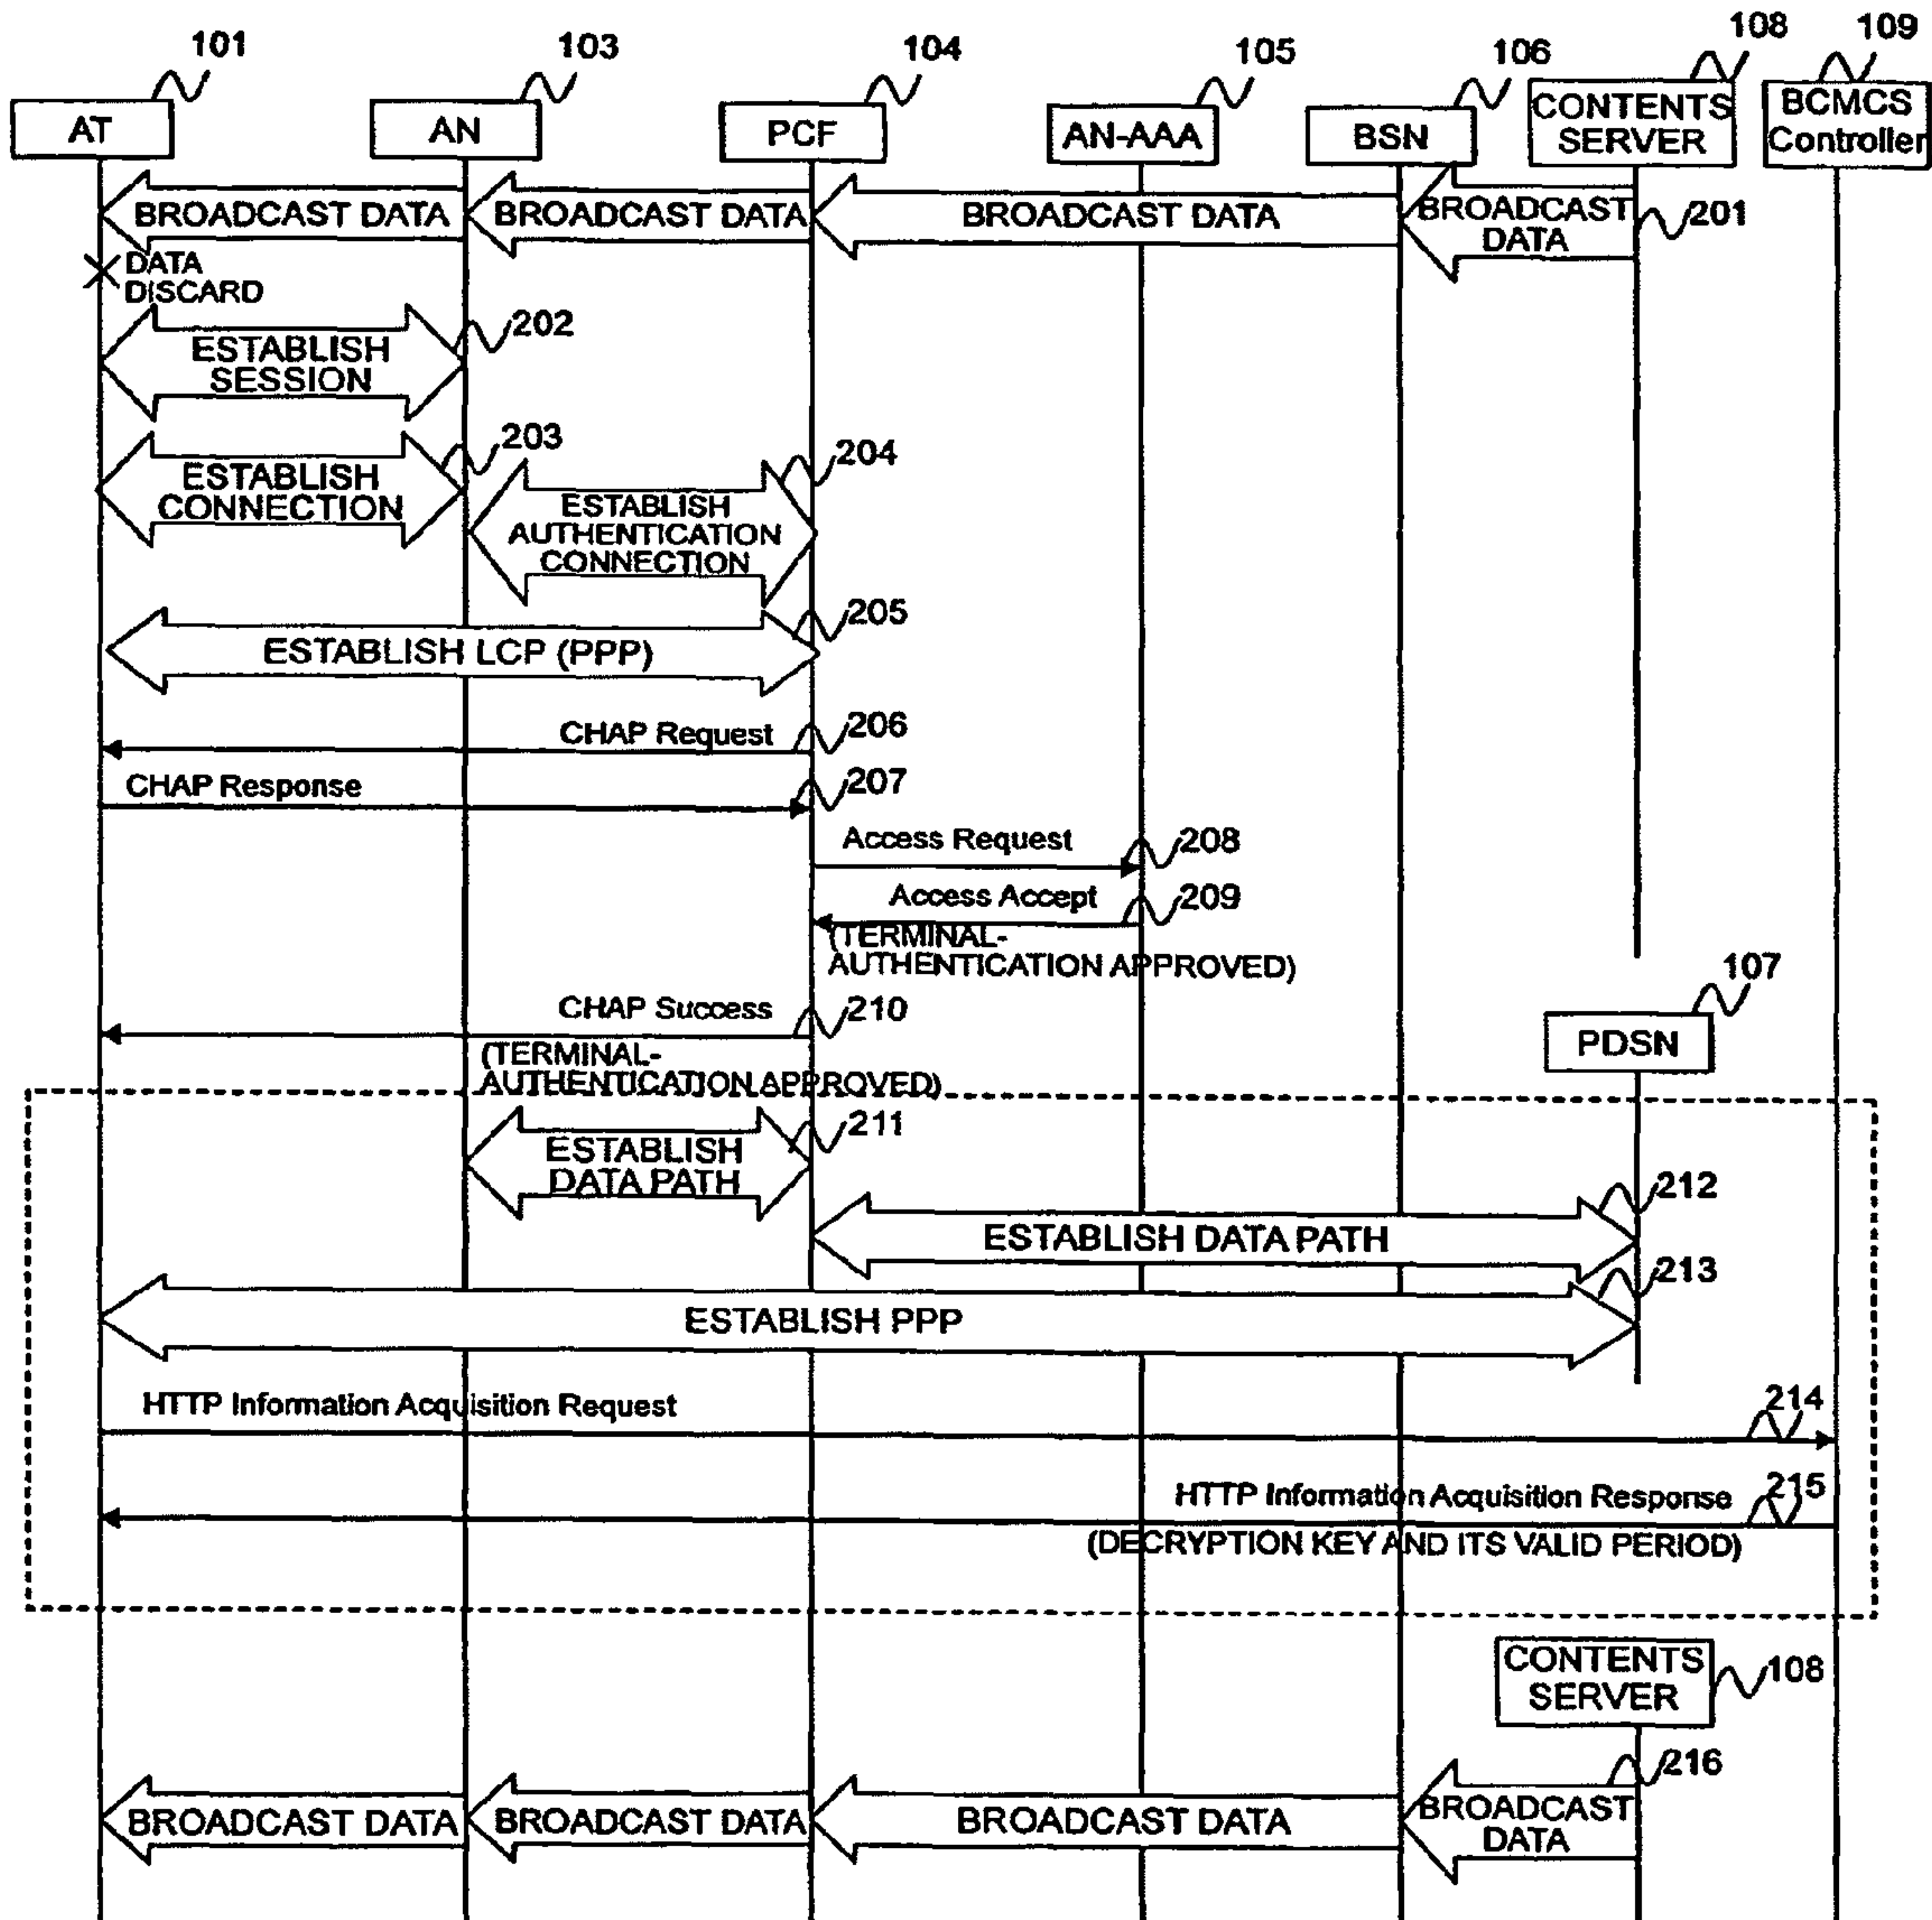 101
103
104
105
106
108
109
AT
AN
PCF
AN-AAA
BSN
CONTENTS
SERVER
BCMCS
Controller
BROADCAST DATA
BROADCAST DATA
BROADCAST DATA
BROADCAST
DATA
201
DATA
DISCARD
202
ESTABLISH
SESSION
203
ESTABLISH
CONNECTION
204
ESTABLISH
AUTHENTICATION
CONNECTION
205
ESTABLISH LCP (PPP)
CHAP Request
206
CHAP Response
207
Access Request
208
Access Accept
209
(TERMINAL-
AUTHENTICATION APPROVED)
107
CHAP Success
210
PDSN
(TERMINAL-
AUTHENTICATION APPROVED)
211
ESTABLISH
DATA PATH
212
ESTABLISH DATA PATH
213
ESTABLISH PPP
HTTP Information Acquisition Request
214
HTTP Information Acquisition Response
215
(DECRYPTION KEY AND ITS VALID PERIOD)
CONTENTS
SERVER
108
216
BROADCAST DATA
BROADCAST DATA
BROADCAST DATA
BROADCAST
DATA